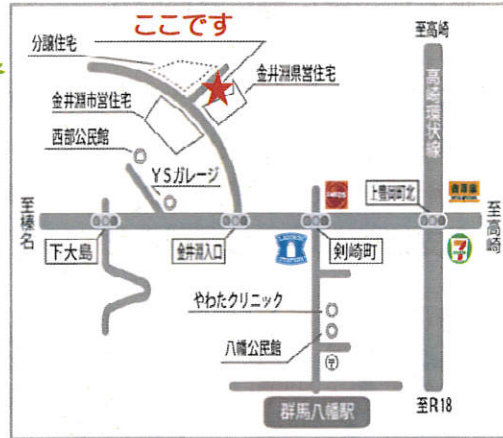 ここです
至高崎
分譲住宅
金井淵県営住宅
高崎環状線
金井淵市営住宅
西部公民館
YSガレージ
上豊岡町北
至榛名
至高崎
下大島
金井淵入口
剣崎町
LAWSON
7
やわたクリニック
八幡公民館
〒
群馬八幡駅
至R18